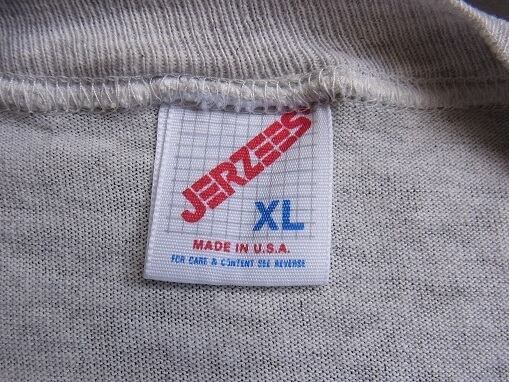 JERZEES
XL
MADE IN U.S.A.
FOR CARE & CONTENT SEE REVERSE